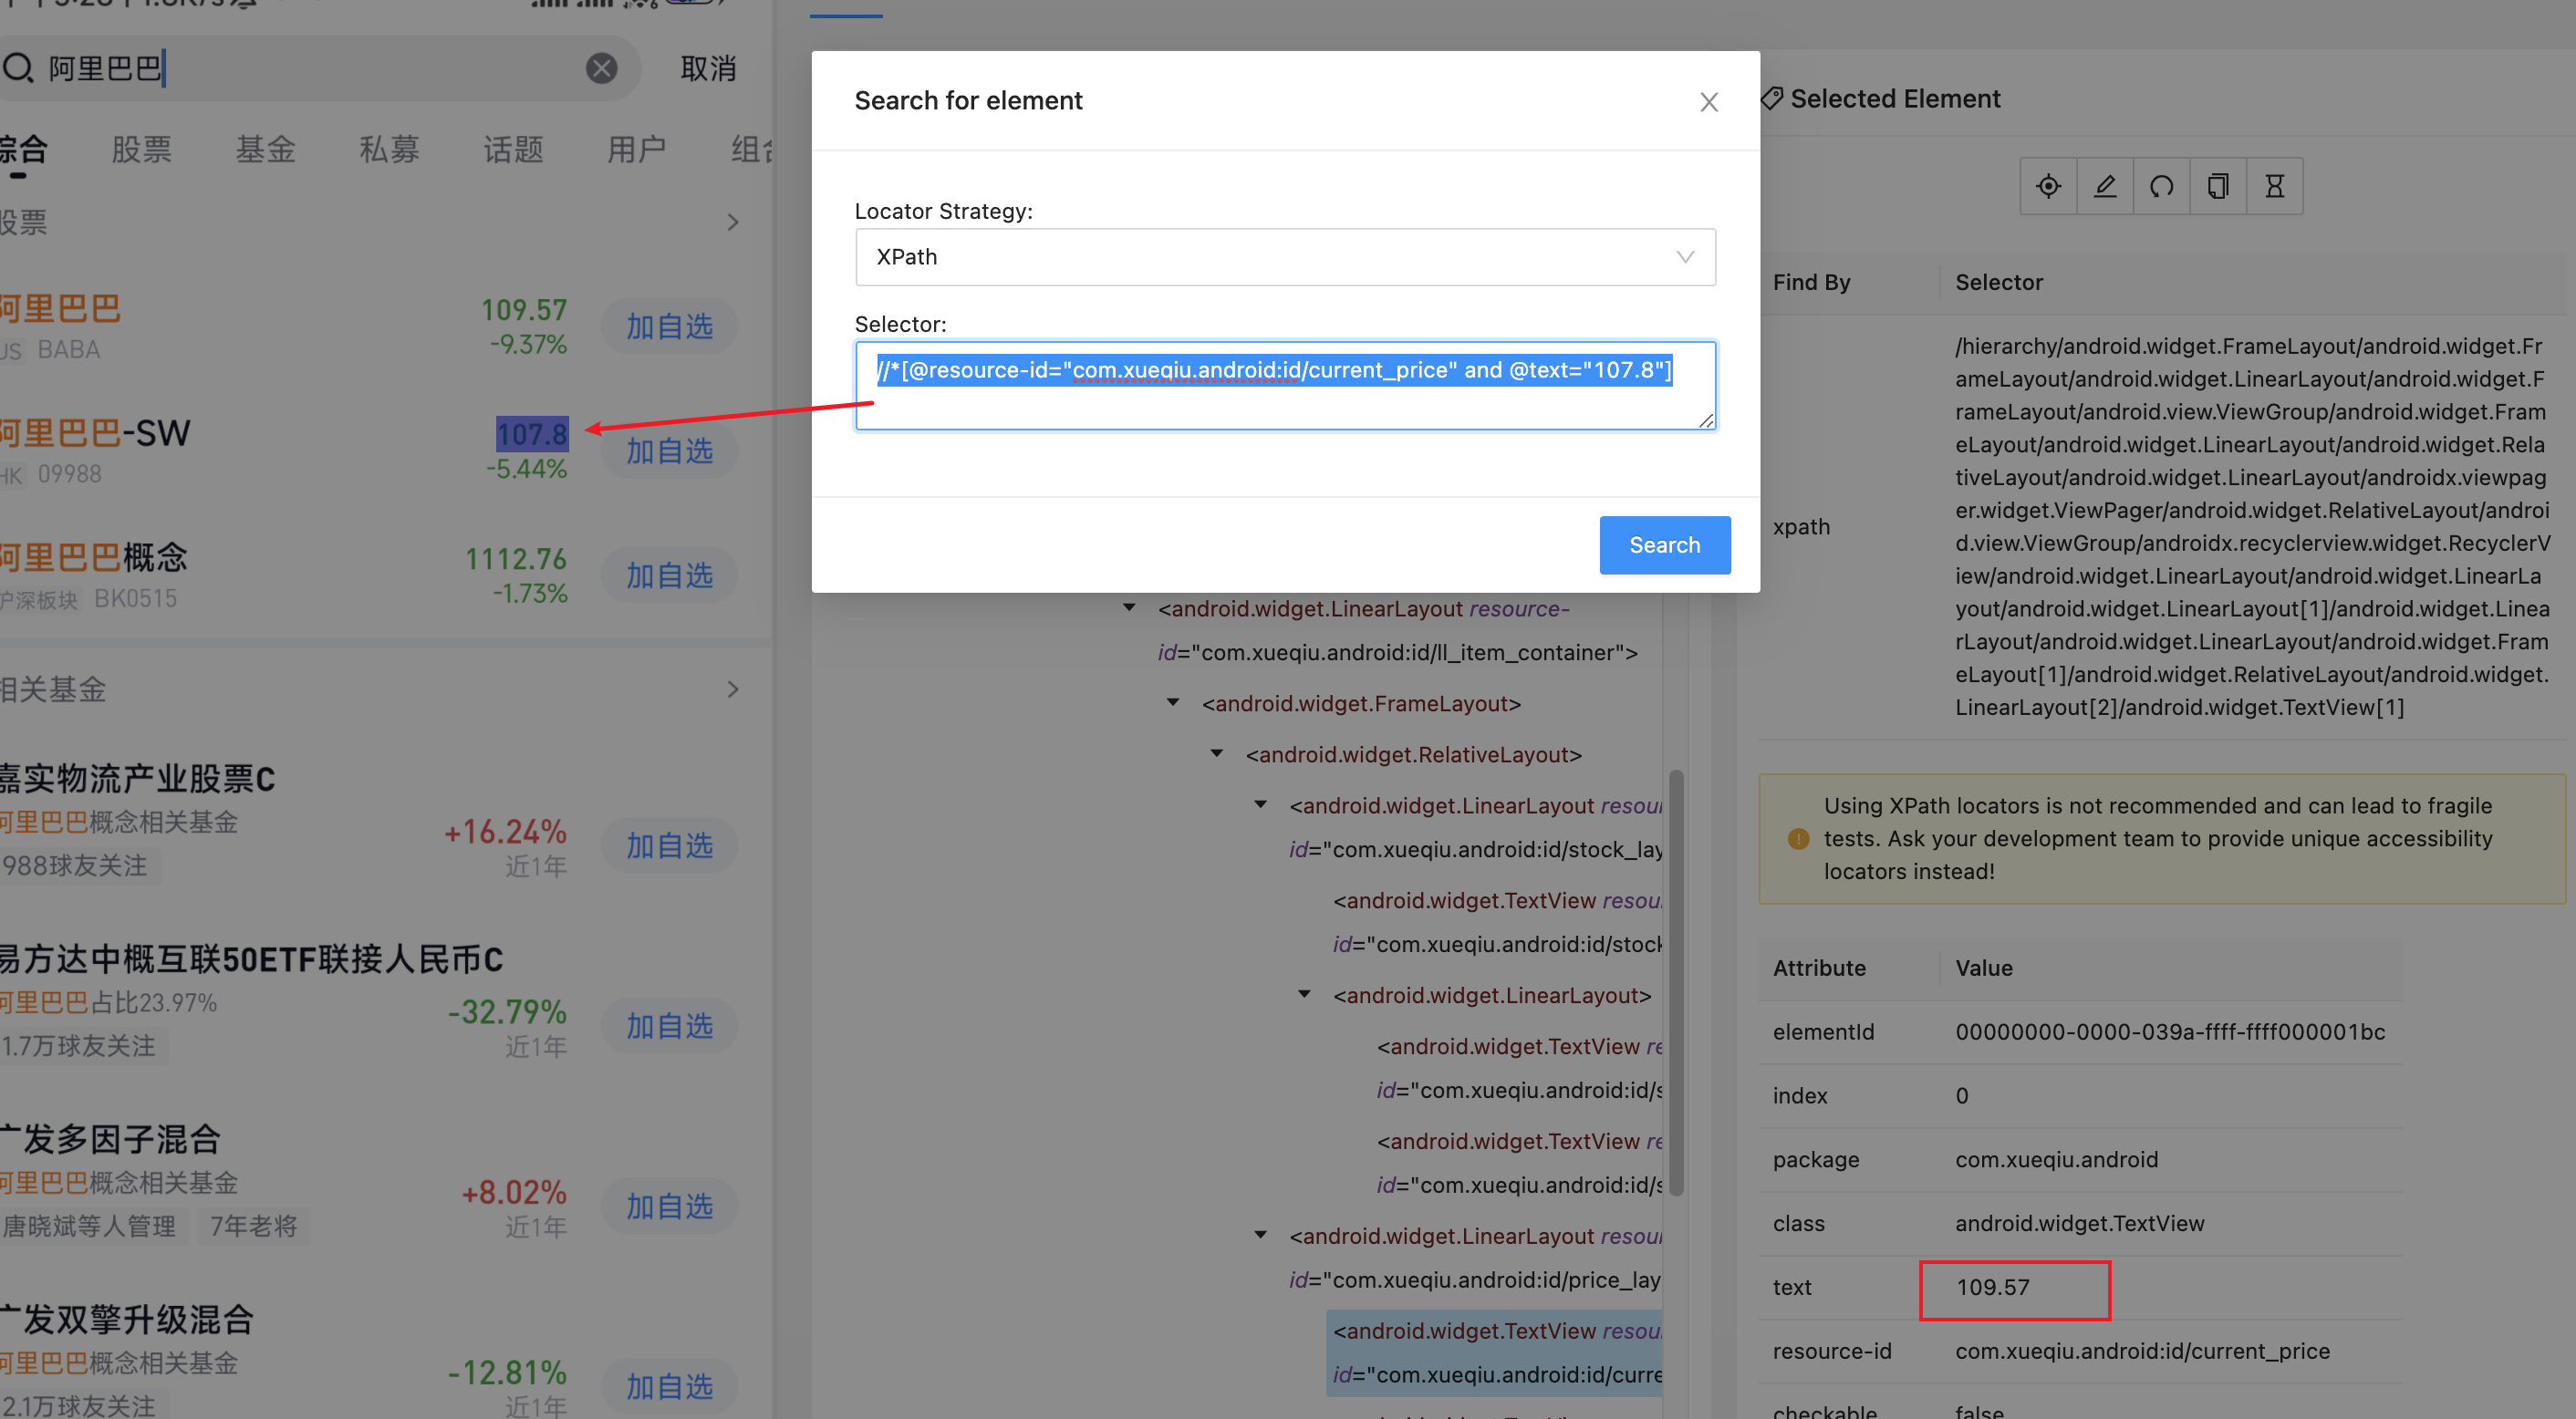 阿里巴巴
取消
综合 股票 基金 私募 话题 用户 组合
股票
阿里巴巴
109.57
加自选
US BABA
-9.37%
阿里巴巴-SW
107.8
加自选
HK 09988
-5.44%
阿里巴巴概念
1112.76
加自选
沪深板块 BK0515
-1.73%
相关基金
嘉实物流产业股票C
阿里巴巴概念相关基金
+16.24%
加自选
988球友关注
近1年
易方达中概互联50ETF联接人民币C
阿里巴巴占比23.97%
-32.79%
加自选
1.7万球友关注
近1年
广发多因子混合
阿里巴巴概念相关基金
+8.02%
加自选
唐晓斌等人管理 7年老将
近1年
广发双擎升级混合
阿里巴巴概念相关基金
-12.81%
加自选
2.1万球友关注
近1年
Search for element
Locator Strategy:
XPath
Selector:
//*[@resource-id="com.xueqiu.android:id/current_price" and @text="107.8"]
Search
<android.widget.LinearLayout resource-
id="com.xueqiu.android:id/ll_item_container">
<android.widget.FrameLayout>
<android.widget.RelativeLayout>
<android.widget.LinearLayout resou
id="com.xueqiu.android:id/stock_lay
<android.widget.TextView resou
id="com.xueqiu.android:id/stock
<android.widget.LinearLayout>
<android.widget.TextView re
id="com.xueqiu.android:id/s
<android.widget.TextView re
id="com.xueqiu.android:id/s
<android.widget.LinearLayout resou
id="com.xueqiu.android:id/price_lay
<android.widget.TextView resou
id="com.xueqiu.android:id/curre
Selected Element
Find By Selector
xpath
/hierarchy/android.widget.FrameLayout/android.widget.Fr
ameLayout/android.widget.LinearLayout/android.widget.F
rameLayout/android.view.ViewGroup/android.widget.Fram
eLayout/android.widget.LinearLayout/android.widget.Rela
tiveLayout/android.widget.LinearLayout/androidx.viewpag
er.widget.ViewPager/android.widget.RelativeLayout/androi
d.view.ViewGroup/androidx.recyclerview.widget.RecyclerV
iew/android.widget.LinearLayout/android.widget.LinearLa
yout/android.widget.LinearLayout[1]/android.widget.Linea
rLayout/android.widget.LinearLayout/android.widget.Fram
eLayout[1]/android.widget.RelativeLayout/android.widget.
LinearLayout[2]/android.widget.TextView[1]
Using XPath locators is not recommended and can lead to fragile
tests. Ask your development team to provide unique accessibility
locators instead!
Attribute Value
elementId 00000000-0000-039a-ffff-ffff000001bc
index 0
package com.xueqiu.android
class android.widget.TextView
text 109.57
resource-id com.xueqiu.android:id/current_price
checkable false